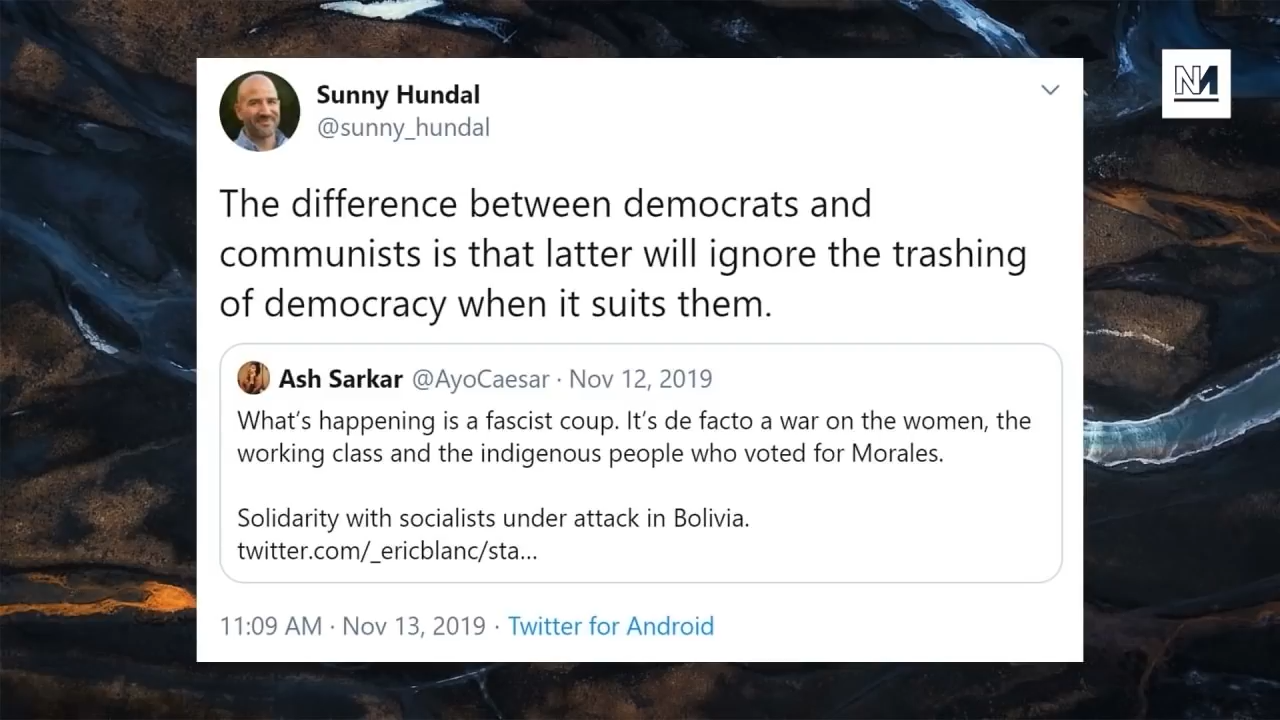 Sunny Hundal
@sunny_hundal
The difference between democrats and
communists is that latter will ignore the trashing
of democracy when it suits them.
Ash Sarkar @AyoCaesar · Nov 12, 2019
What's happening is a fascist coup. It's de facto a war on the women, the
working class and the indigenous people who voted for Morales.
Solidarity with socialists under attack in Bolivia.
twitter.com/_ericblanc/sta...
11:09 AM · Nov 13, 2019 · Twitter for Android
NM